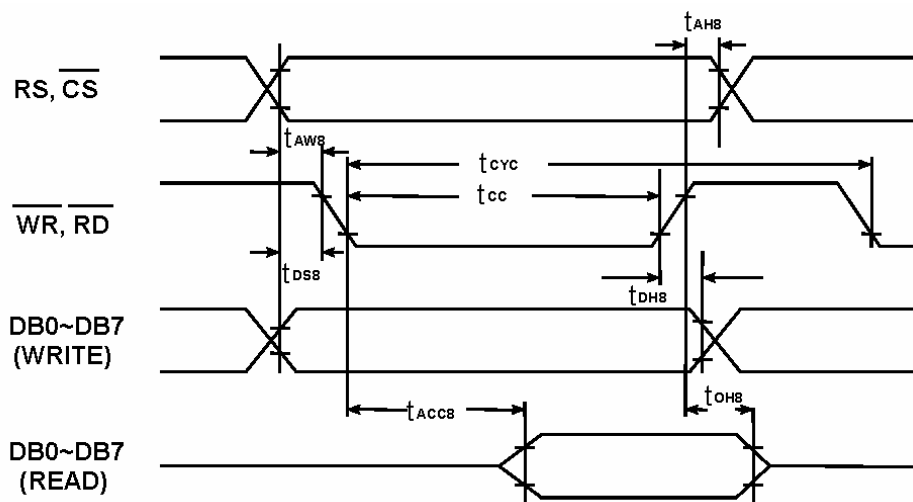 tAH8
RS, CS
tAW8
tCYC
tCC
WR, RD
tDS8
tDH8
DB0~DB7
(WRITE)
tOH8
tACC8
DB0~DB7
(READ)